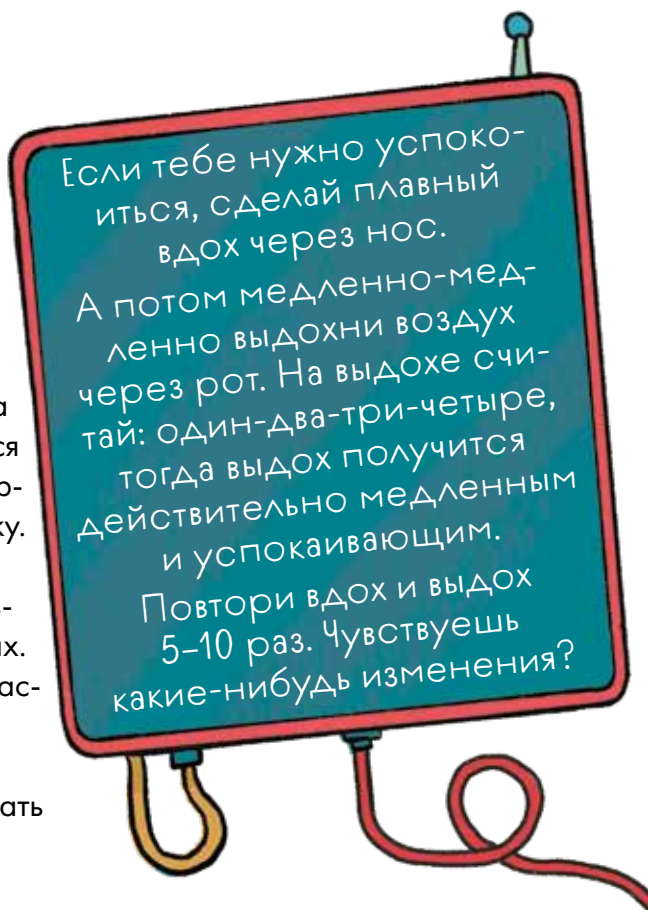 Если тебе нужно успоко-
иться, сделай плавный
вдох через нос.
А потом медленно-мед-
ленно выдохни воздух
через рот. На выдохе счи-
тай: один-два-три-четыре,
тогда выдох получится
действительно медленным
и успокаивающим.
Повтори вдох и выдох
5–10 раз. Чувствуешь
какие-нибудь изменения?